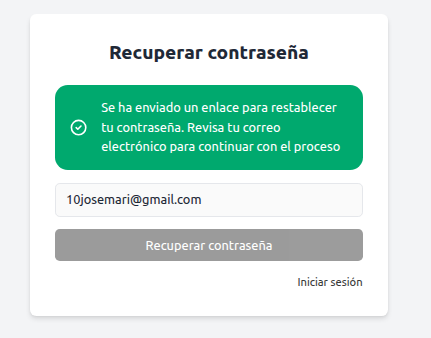 Recuperar contraseña
Se ha enviado un enlace para restablecer
tu contraseña. Revisa tu correo
electrónico para continuar con el proceso
10josemari@gmail.com
Recuperar contraseña
Iniciar sesión